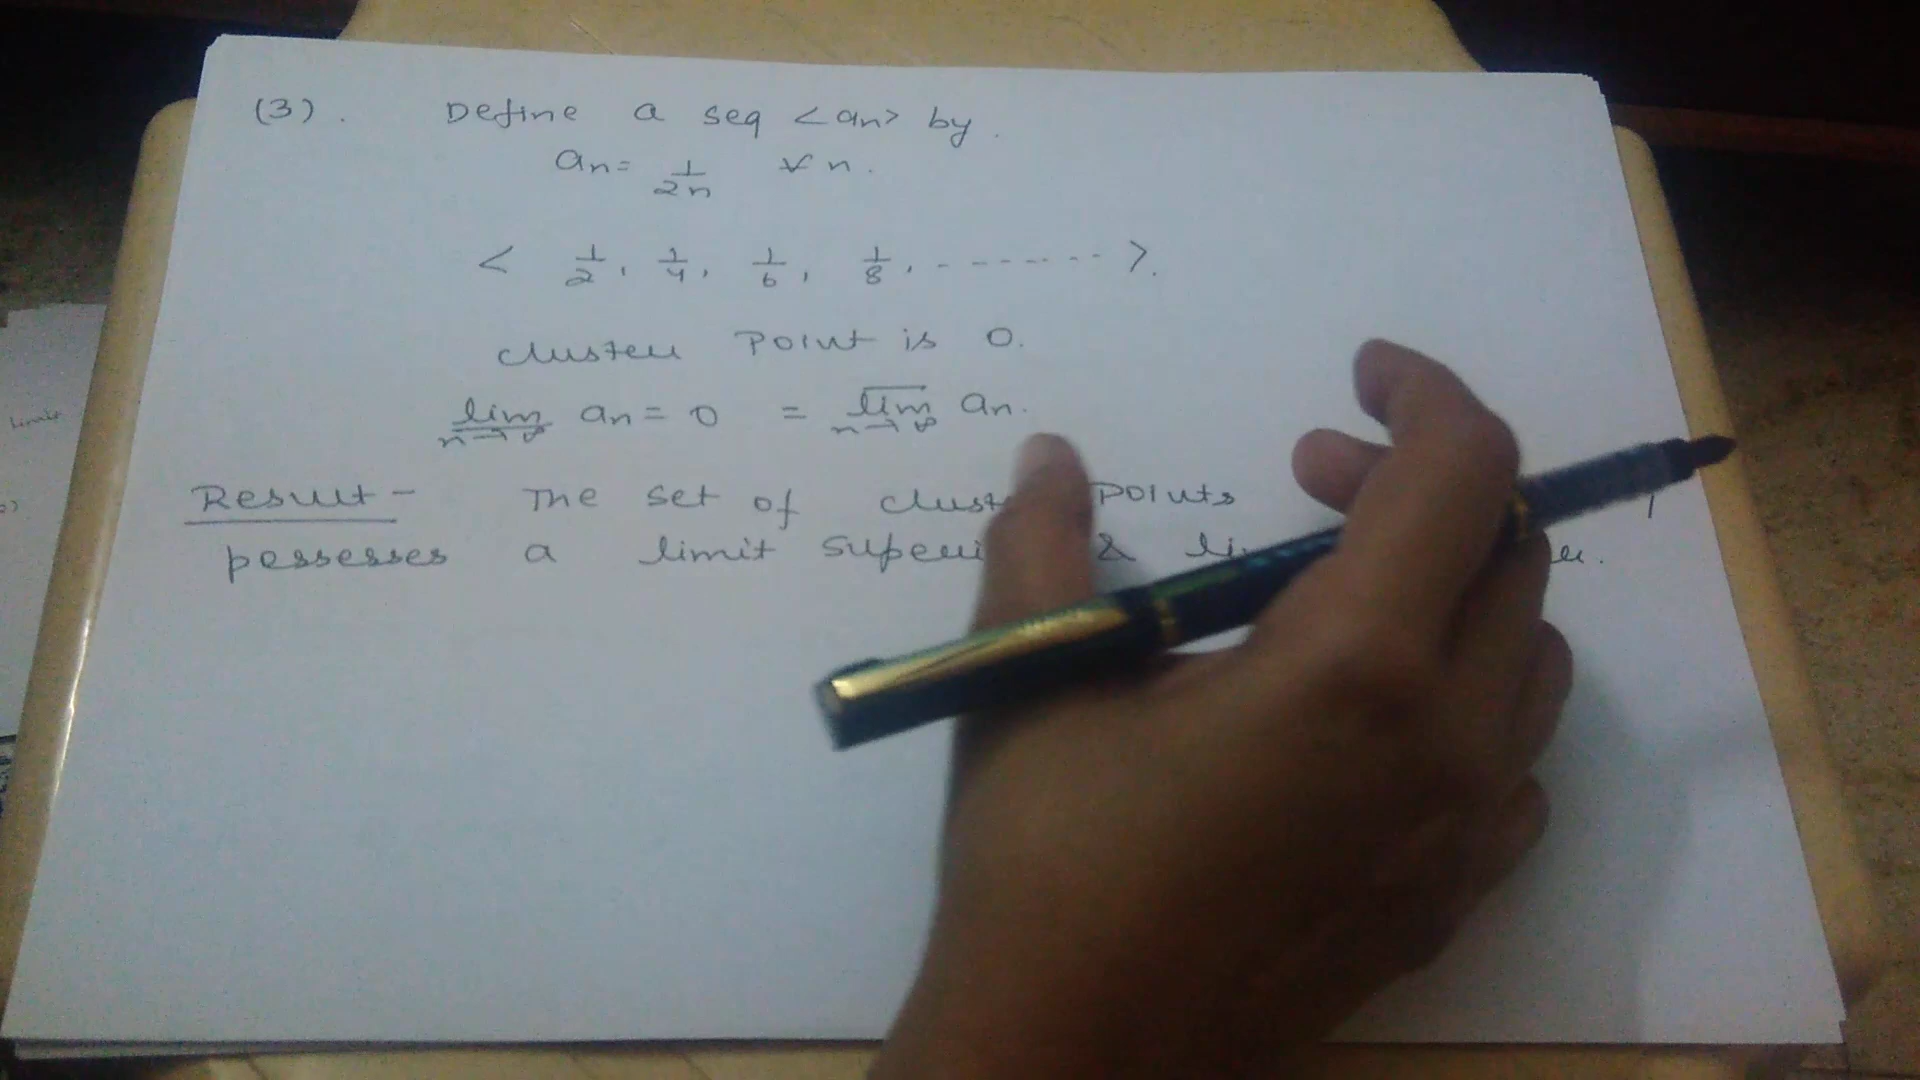 (3). Define a seq <an> by.
an = 1/2n ∀ n.
< 1/2, 1/4, 1/6, 1/8, - - - - - - - >.
cluster Point is 0.
lim n→∞ an = 0 = lim n→∞ an.
Result - The set of Points
possesses a limit &
limit